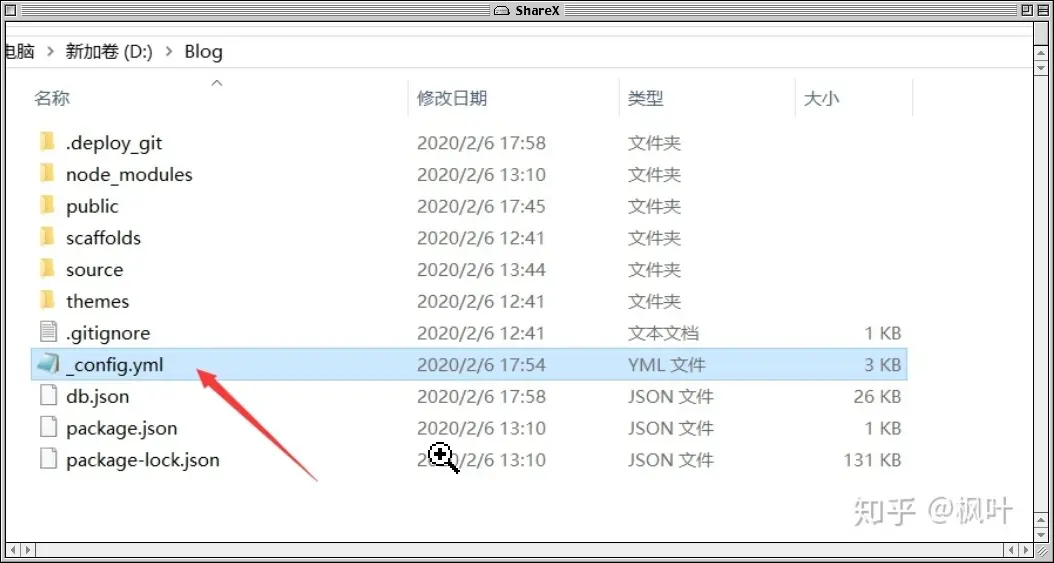 ShareX
电脑 > 新加卷 (D:) > Blog
名称 修改日期 类型 大小
.deploy_git 2020/2/6 17:58 文件夹
node_modules 2020/2/6 13:10 文件夹
public 2020/2/6 17:45 文件夹
scaffolds 2020/2/6 12:41 文件夹
source 2020/2/6 13:44 文件夹
themes 2020/2/6 12:41 文件夹
.gitignore 2020/2/6 12:41 文本文档 1 KB
_config.yml 2020/2/6 17:54 YML 文件 3 KB
db.json 2020/2/6 17:58 JSON 文件 26 KB
package.json 2020/2/6 13:10 JSON 文件 1 KB
package-lock.json 2020/2/6 13:10 JSON 文件 131 KB
知乎 @枫叶